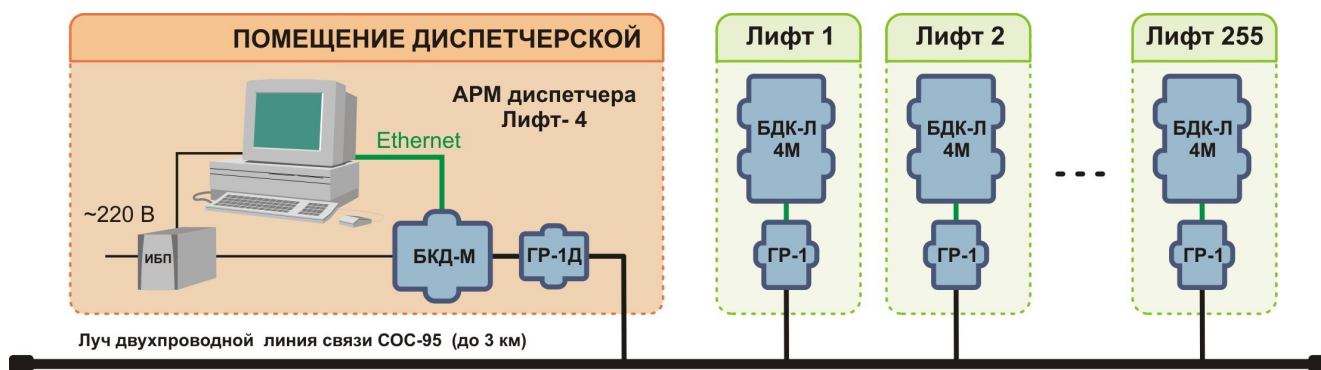 ПОМЕЩЕНИЕ ДИСПЕТЧЕРСКОЙ
АРМ диспетчера
Лифт- 4
Ethernet
~220 В
ИБП
БКД-М
ГР-1Д
Лифт 1
БДК-Л
4М
ГР-1
Лифт 2
БДК-Л
4М
ГР-1
Лифт 255
БДК-Л
4М
ГР-1
Луч двухпроводной линия связи СОС-95 (до 3 км)